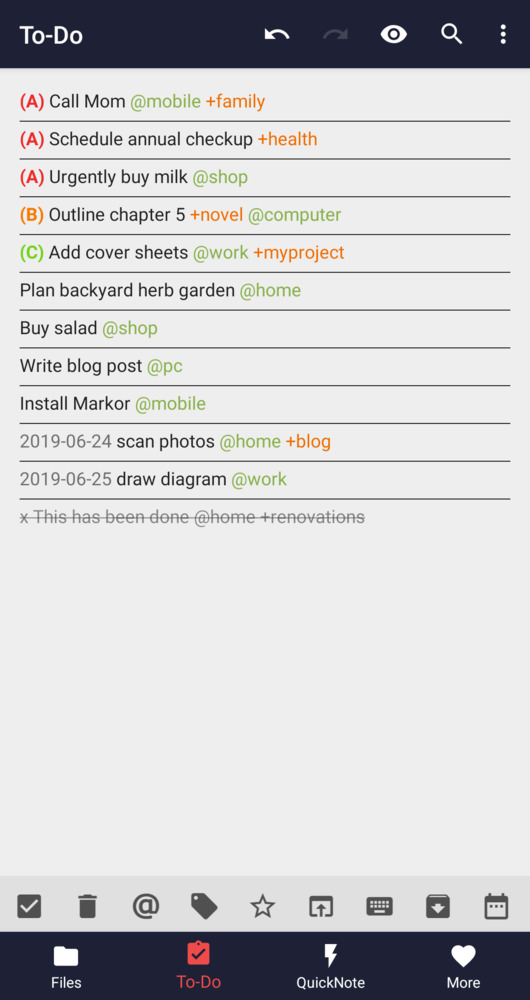 To-Do
(A) Call Mom @mobile +family
(A) Schedule annual checkup +health
(A) Urgently buy milk @shop
(B) Outline chapter 5 +novel @computer
(C) Add cover sheets @work +myproject
Plan backyard herb garden @home
Buy salad @shop
Write blog post @pc
Install Markor @mobile
2019-06-24 scan photos @home +blog
2019-06-25 draw diagram @work
x This has been done @home +renovations
Files To-Do QuickNote More